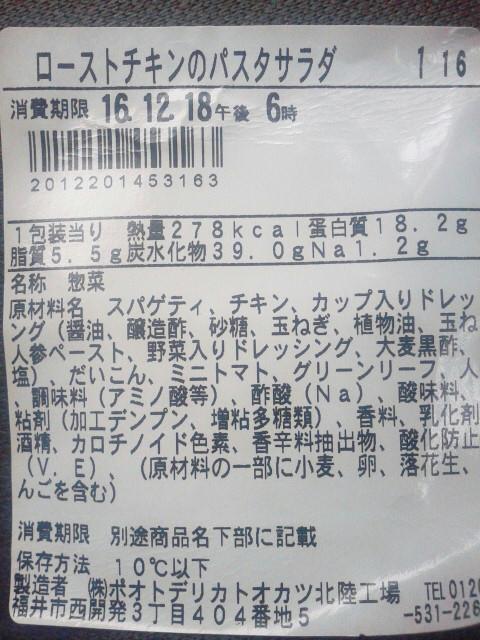 ローストチキンのパスタサラダ 116
消費期限 16.12.18午後 6時
2012201453163
1包装当り 熱量278kcal蛋白質18.2g
脂質5.5g炭水化物39.0gNa1.2g
名称 惣菜
原材料名 スパゲティ、チキン、カップ入りドレッ
ング(醤油、醸造酢、砂糖、玉ねぎ、植物油、玉ね
人参ペースト、野菜入りドレッシング、大麦黒酢、
塩)、だいこん、ミニトマト、グリーンリーフ、人
、調味料(アミノ酸等)、酢酸(Na)、酸味料、
粘剤(加工デンプン、増粘多糖類)、香料、乳化剤
酒精、カロチノイド色素、香辛料抽出物、酸化防止
(V.E)、(原材料の一部に小麦、卵、落花生、
んごを含む)
消費期限 別途商品名下部に記載
保存方法 10℃以下
製造者 ㈱ポオトデリカトオカツ北陸工場 TEL0120
福井市西開発3丁目404番地5 -531-226